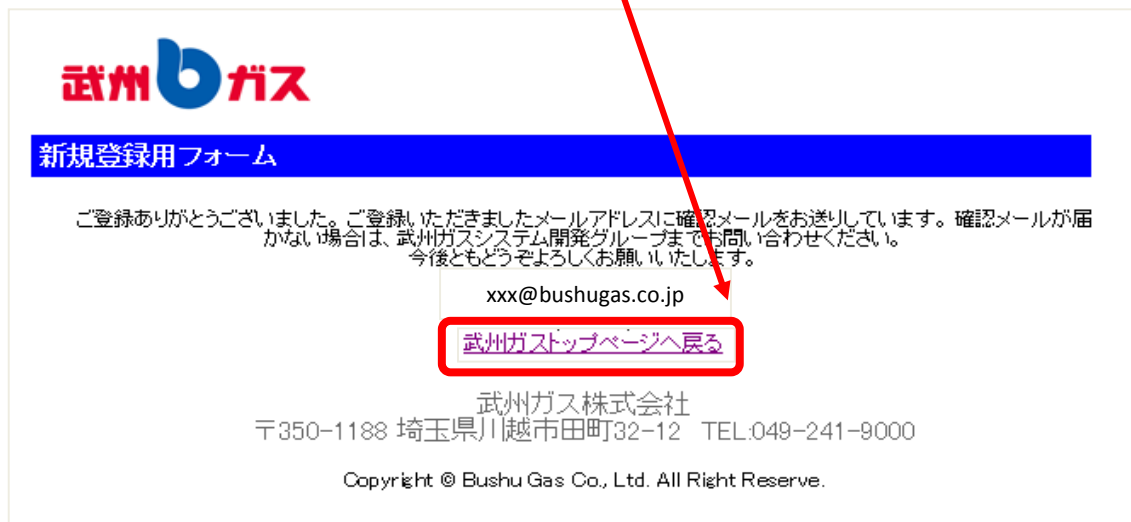 武州 b ガス
新規登録用フォーム
ご登録ありがとうございました。ご登録いただきましたメールアドレスに確認メールをお送りしています。確認メールが届
かない場合は、武州ガスシステム開発グループまでお問い合わせください。
今後ともどうぞよろしくお願いいたします。
xxx@bushugas.co.jp
武州ガストップページへ戻る
武州ガス株式会社
〒350-1188 埼玉県川越市田町32-12 TEL:049-241-9000
Copyright © Bushu Gas Co., Ltd. All Right Reserve.